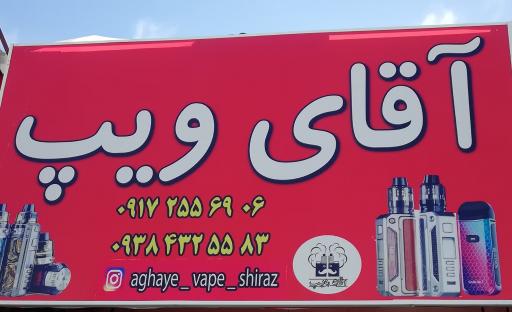 آقای ویپ
۰۹۱۷ ۲۵۵ ۶۹ ۰۶
۰۹۳۸ ۴۳۲ ۵۵ ۸۳
aghaye_vape_shiraz